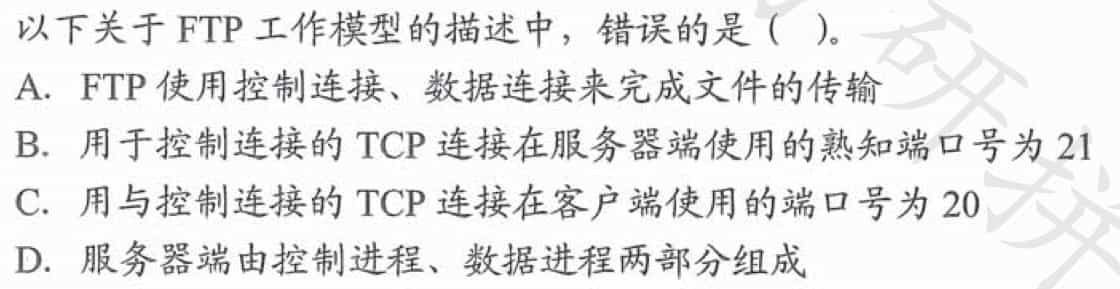 以下关于 FTP 工作模型的描述中，错误的是（ ）。
A. FTP 使用控制连接、数据连接来完成文件的传输
B. 用于控制连接的 TCP 连接在服务器端使用的熟知端口号为 21
C. 用与控制连接的 TCP 连接在客户端使用的端口号为 20
D. 服务器端由控制进程、数据进程两部分组成
研拼